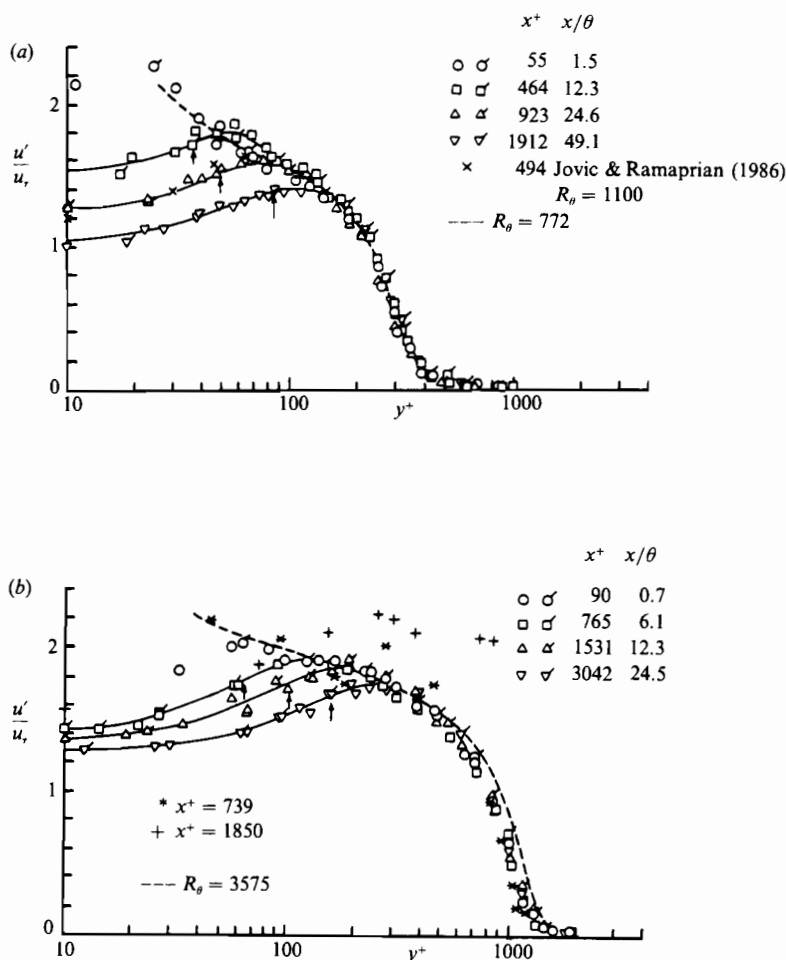 (a)
x⁺ x/θ
55 1.5
464 12.3
923 24.6
1912 49.1
× 494 Jovic & Ramaprian (1986)
R_θ = 1100
--- R_θ = 772
2
u′/u_τ
1
0
10 100 1000
y⁺
(b)
x⁺ x/θ
90 0.7
765 6.1
1531 12.3
3042 24.5
2
u′/u_τ
1
* x⁺ = 739
+ x⁺ = 1850
--- R_θ = 3575
0
10 100 1000
y⁺